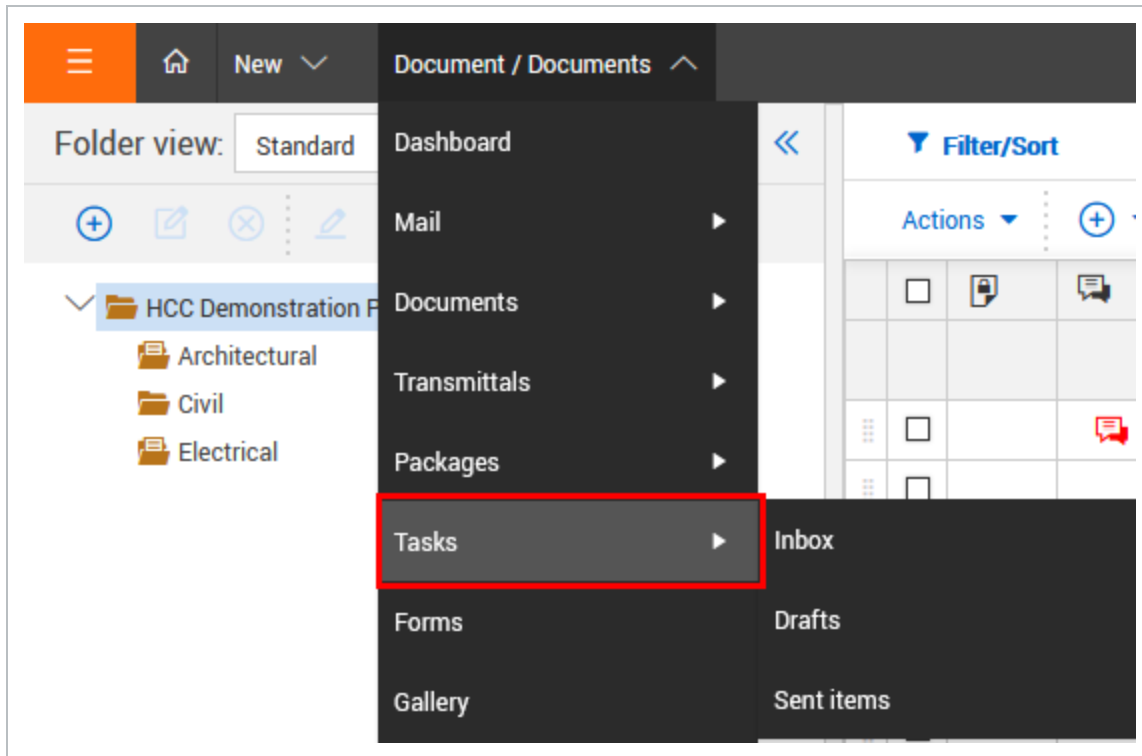 New
Document / Documents
Folder view:
Standard
Dashboard
Filter/Sort
Mail
Actions
HCC Demonstration P
Documents
Architectural
Transmittals
Civil
Electrical
Packages
Tasks
Inbox
Forms
Drafts
Gallery
Sent items